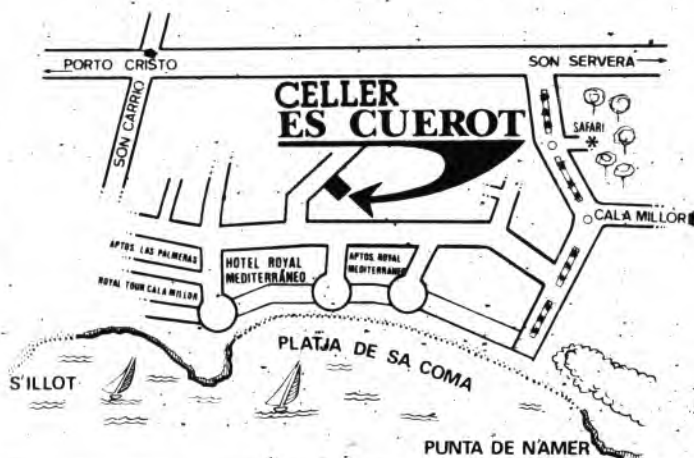 PORTO CRISTO
SON SERVERA
SON CARRIO
CELLER
ES CUEROT
SAFARI
CALA MILLOR
APTOS. LAS PALMERAS
HOTEL ROYAL
MEDITERRÁNEO
APTOS. ROYAL
MEDITERRANEO
ROYAL TOUR CALA MILLOR
PLATJA DE SA COMA
S'ILLOT
PUNTA DE N'AMER